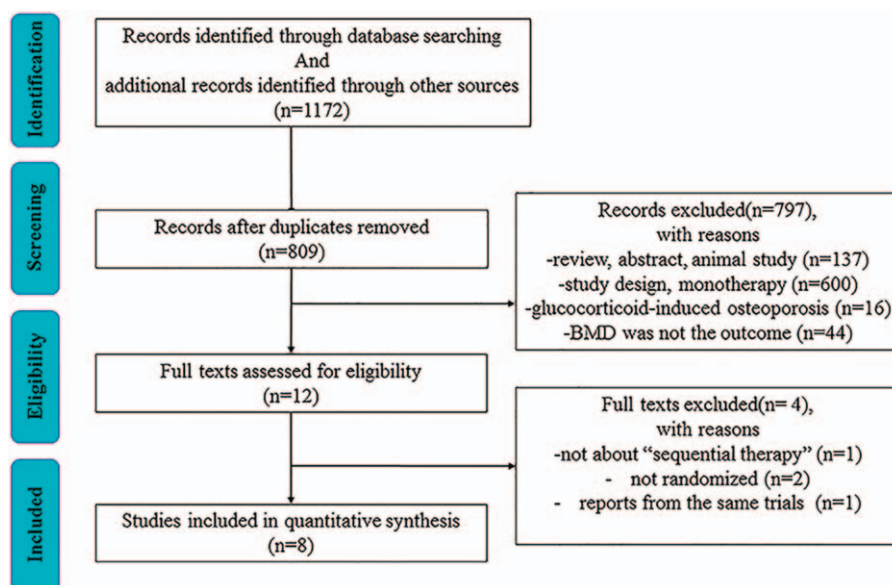 Identification
Records identified through database searching
And
additional records identified through other sources
(n=1172)
Screening
Records after duplicates removed
(n=809)
Records excluded(n=797),
with reasons
-review, abstract, animal study (n=137)
-study design, monotherapy (n=600)
-glucocorticoid-induced osteoporosis (n=16)
-BMD was not the outcome (n=44)
Eligibility
Full texts assessed for eligibility
(n=12)
Full texts excluded(n= 4),
with reasons
-not about “sequential therapy” (n=1)
- not randomized (n=2)
- reports from the same trials (n=1)
Included
Studies included in quantitative synthesis
(n=8)